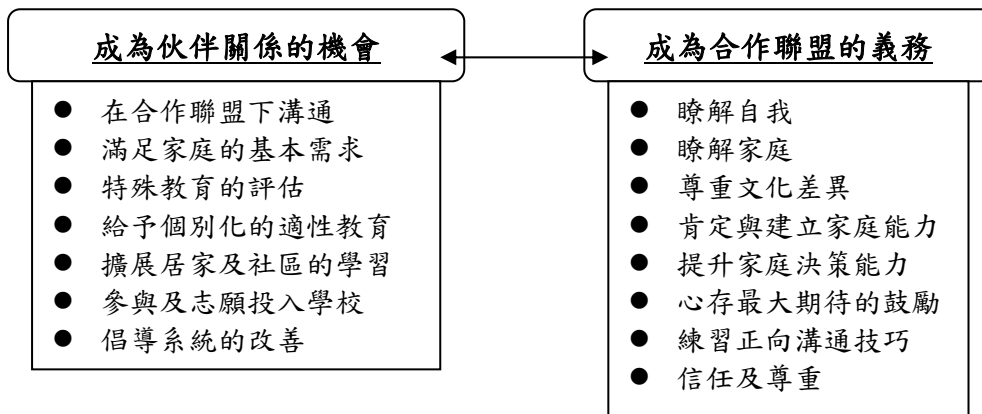 成為伙伴關係的機會
● 在合作聯盟下溝通
● 滿足家庭的基本需求
● 特殊教育的評估
● 給予個別化的適性教育
● 擴展居家及社區的學習
● 參與及志願投入學校
● 倡導系統的改善
成為合作聯盟的義務
● 瞭解自我
● 瞭解家庭
● 尊重文化差異
● 肯定與建立家庭能力
● 提升家庭決策能力
● 心存最大期待的鼓勵
● 練習正向溝通技巧
● 信任及尊重